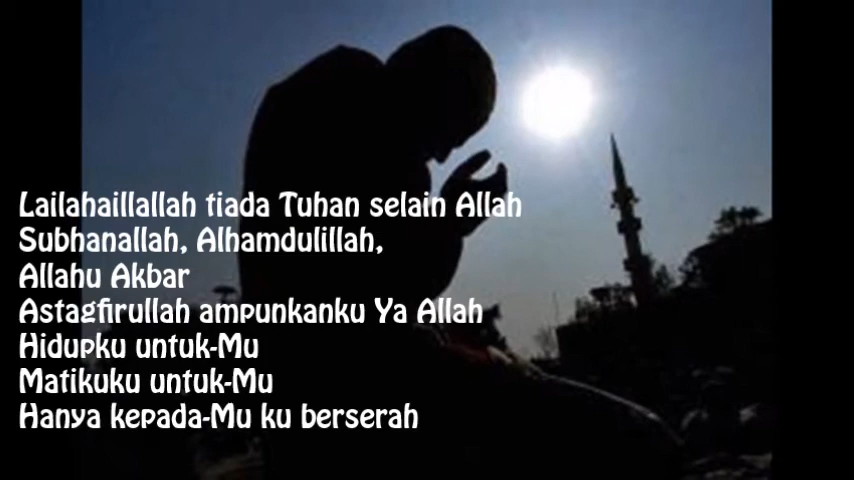 Lailahaillallah tiada Tuhan selain Allah
Subhanallah, Alhamdulillah,
Allahu Akbar
Astagfirullah ampunkanku Ya Allah
Hidupku untuk-Mu
Matikuku untuk-Mu
Hanya kepada-Mu ku berserah